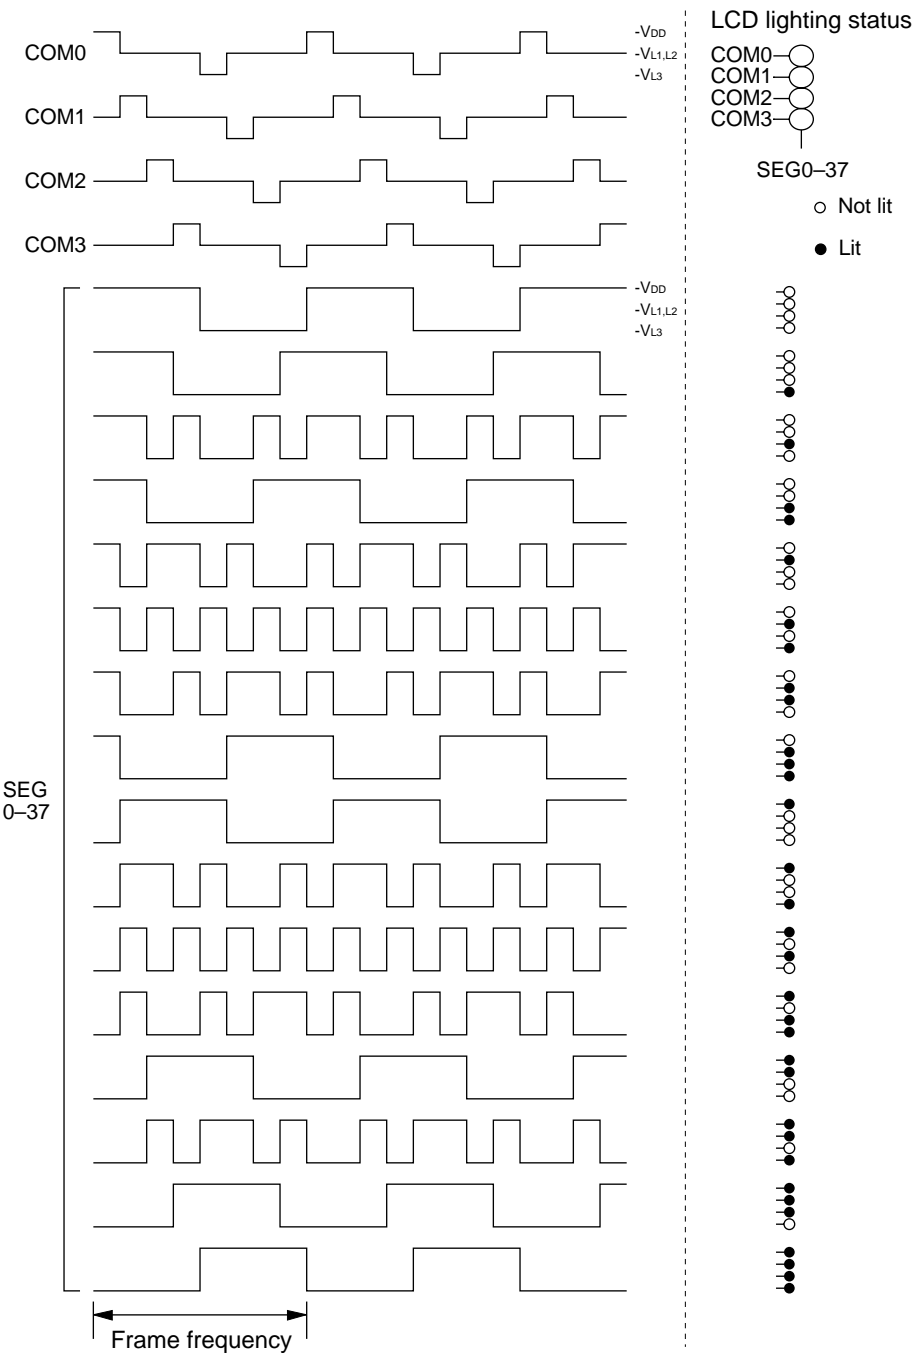 COM0
-VDD
-VL1,L2
-VL3
COM1
COM2
COM3
-VDD
-VL1,L2
-VL3
SEG
0–37
Frame frequency
LCD lighting status
COM0
COM1
COM2
COM3
SEG0–37
Not lit
Lit